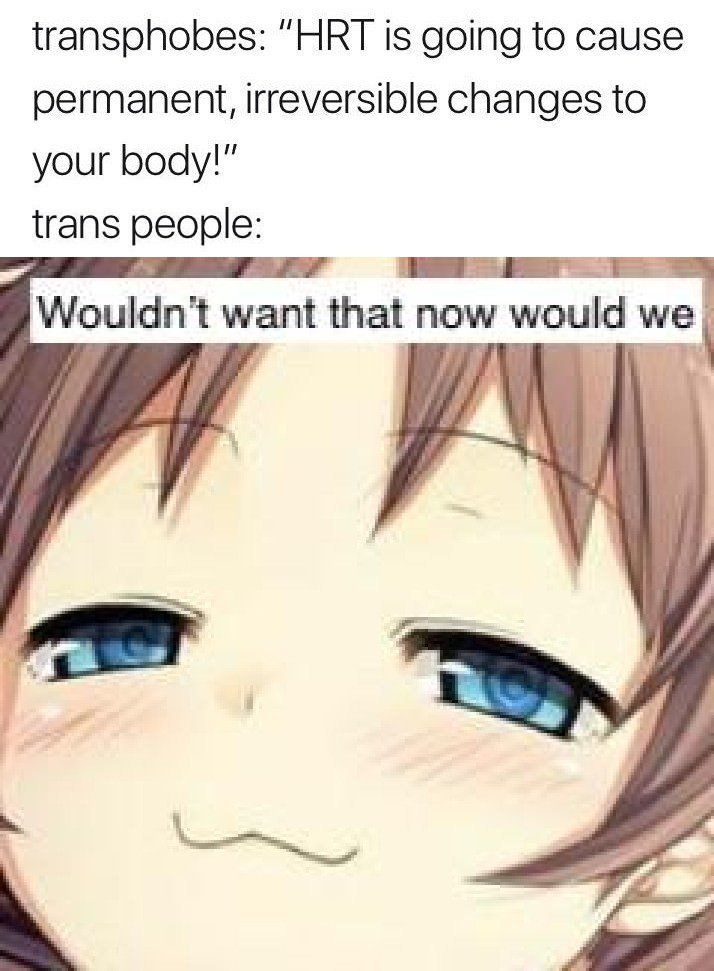 transphobes: “HRT is going to cause
permanent, irreversible changes to
your body!”
trans people:
Wouldn't want that now would we